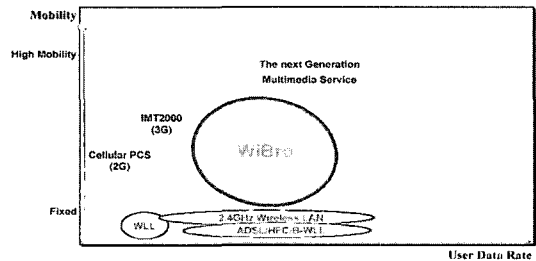 Mobility
High Mobility
The next Generation
Multimedia Service
IMT2000
(3G)
WiBro
Cellular PCS
(2G)
Fixed
2.4GHz Wireless LAN
WLL
ADSL/HFC/B-WLL
User Data Rate